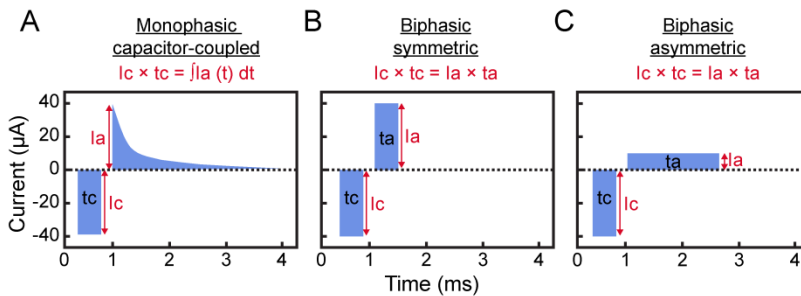 A
Monophasic
capacitor-coupled
Ic × tc = ∫Ia (t) dt
B
Biphasic
symmetric
Ic × tc = Ia × ta
C
Biphasic
asymmetric
Ic × tc = Ia × ta
Current (µA)
40
20
0
-20
-40
Ia
tc
Ic
0 1 2 3 4
ta
Ia
tc
Ic
0 1 2 3 4
ta
Ia
tc
Ic
0 1 2 3 4
Time (ms)